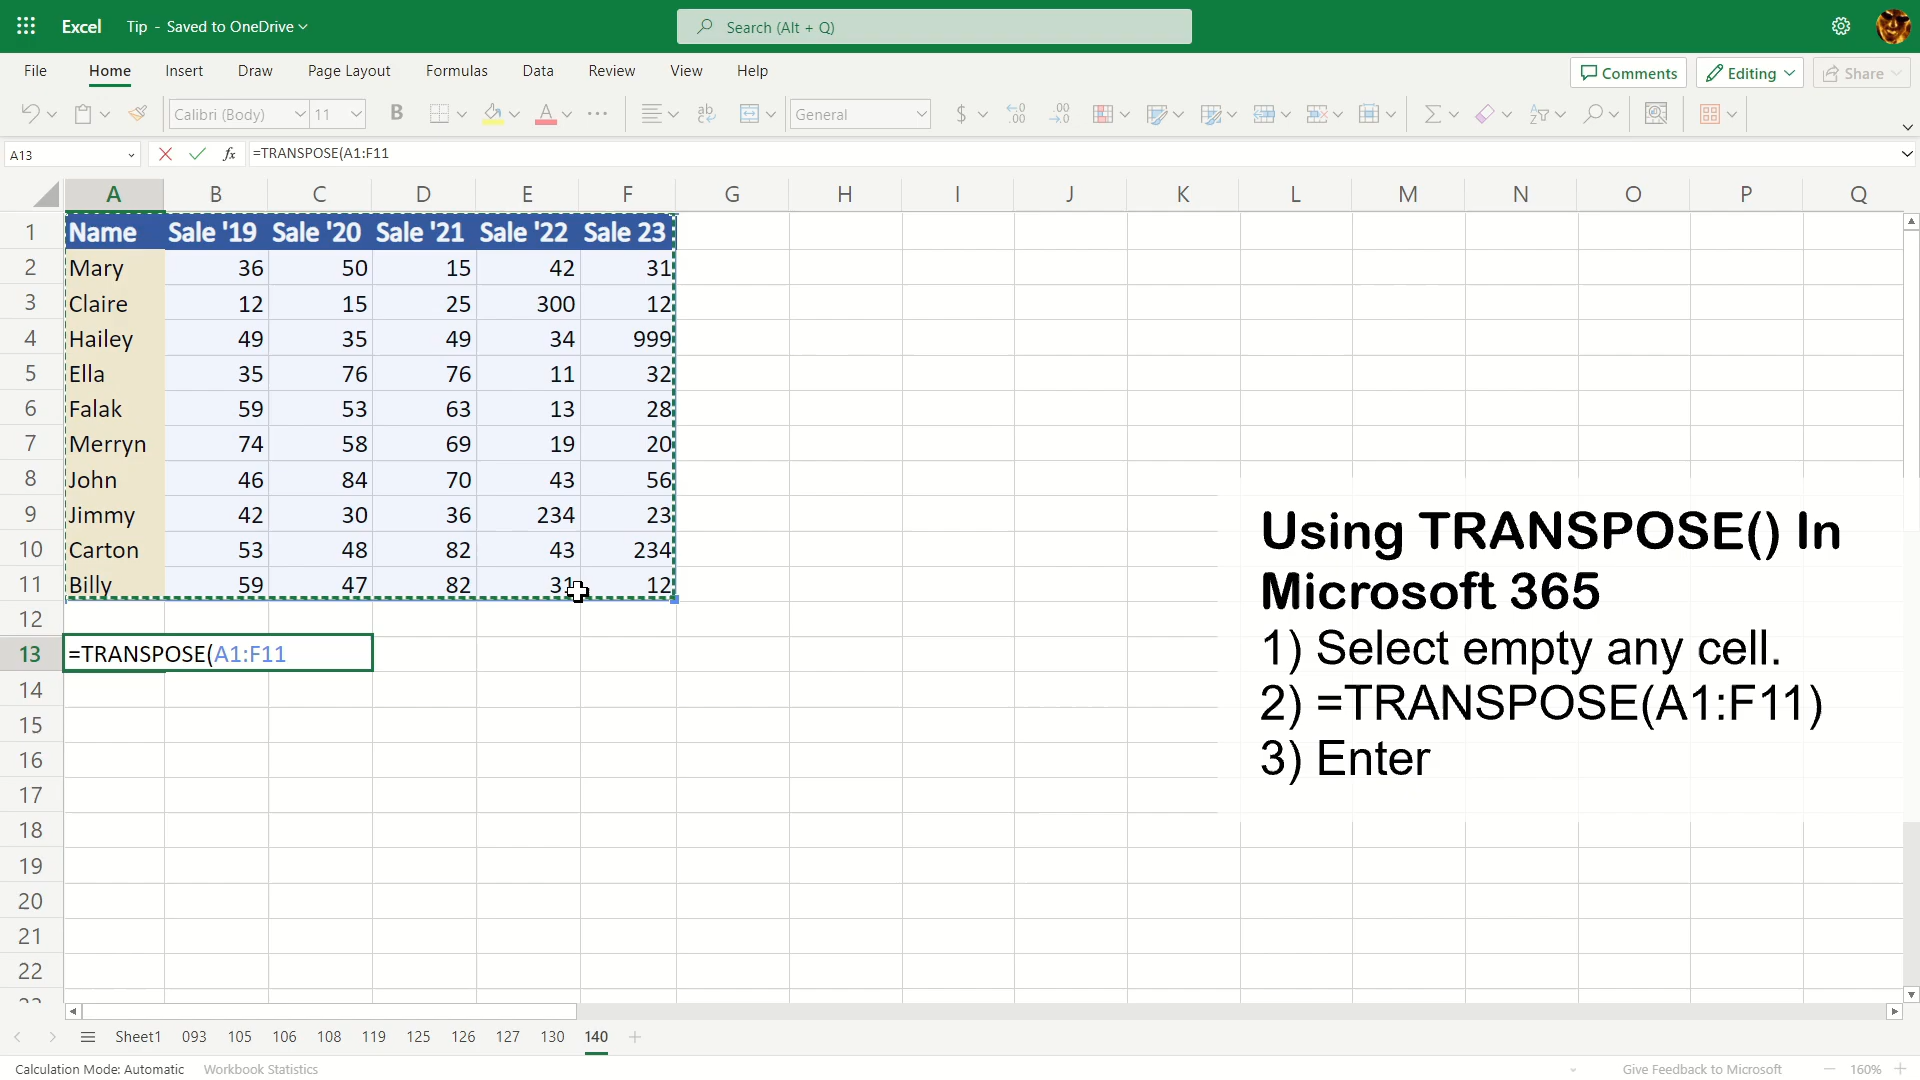 Excel Tip - Saved to OneDrive
Search (Alt + Q)
File Home Insert Draw Page Layout Formulas Data Review View Help
Comments Editing Share
Calibri (Body) 11 B A ab General $ .00 .00
A13 fx =TRANSPOSE(A1:F11
A B C D E F G H I J K L M N O P Q
1 Name Sale '19 Sale '20 Sale '21 Sale '22 Sale 23
2 Mary 36 50 15 42 31
3 Claire 12 15 25 300 12
4 Hailey 49 35 49 34 999
5 Ella 35 76 76 11 32
6 Falak 59 53 63 13 28
7 Merryn 74 58 69 19 20
8 John 46 84 70 43 56
9 Jimmy 42 30 36 234 23
10 Carton 53 48 82 43 234
11 Billy 59 47 82 31 12
12
13 =TRANSPOSE(A1:F11
14
15
16
17
18
19
20
21
22
Using TRANSPOSE() In
Microsoft 365
1) Select empty any cell.
2) =TRANSPOSE(A1:F11)
3) Enter
Sheet1 093 105 106 108 119 125 126 127 130 140
Calculation Mode: Automatic Workbook Statistics
Give Feedback to Microsoft 160%